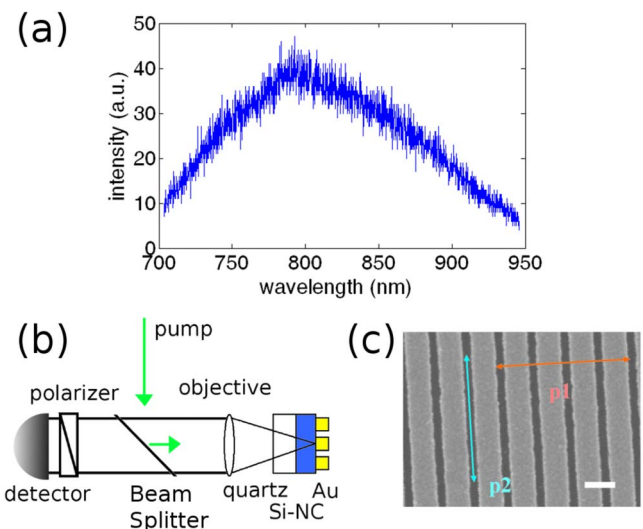 (a)
50
40
30
20
10
0
intensity (a.u.)
700 750 800 850 900 950
wavelength (nm)
(b)
pump
polarizer objective
detector
Beam
Splitter
quartz Au
Si-NC
(c)
p1
p2